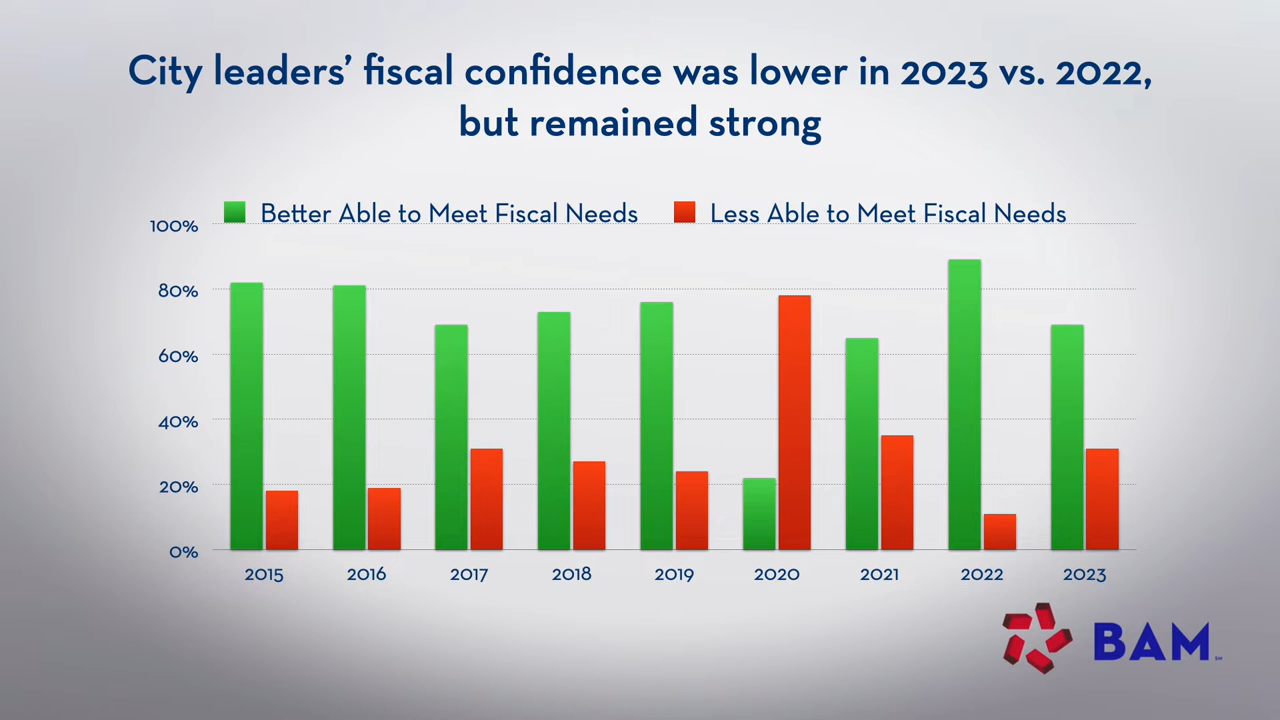 City leaders’ fiscal confidence was lower in 2023 vs. 2022,
but remained strong
Better Able to Meet Fiscal Needs
Less Able to Meet Fiscal Needs
100%
80%
60%
40%
20%
0%
2015 2016 2017 2018 2019 2020 2021 2022 2023
BAM SM